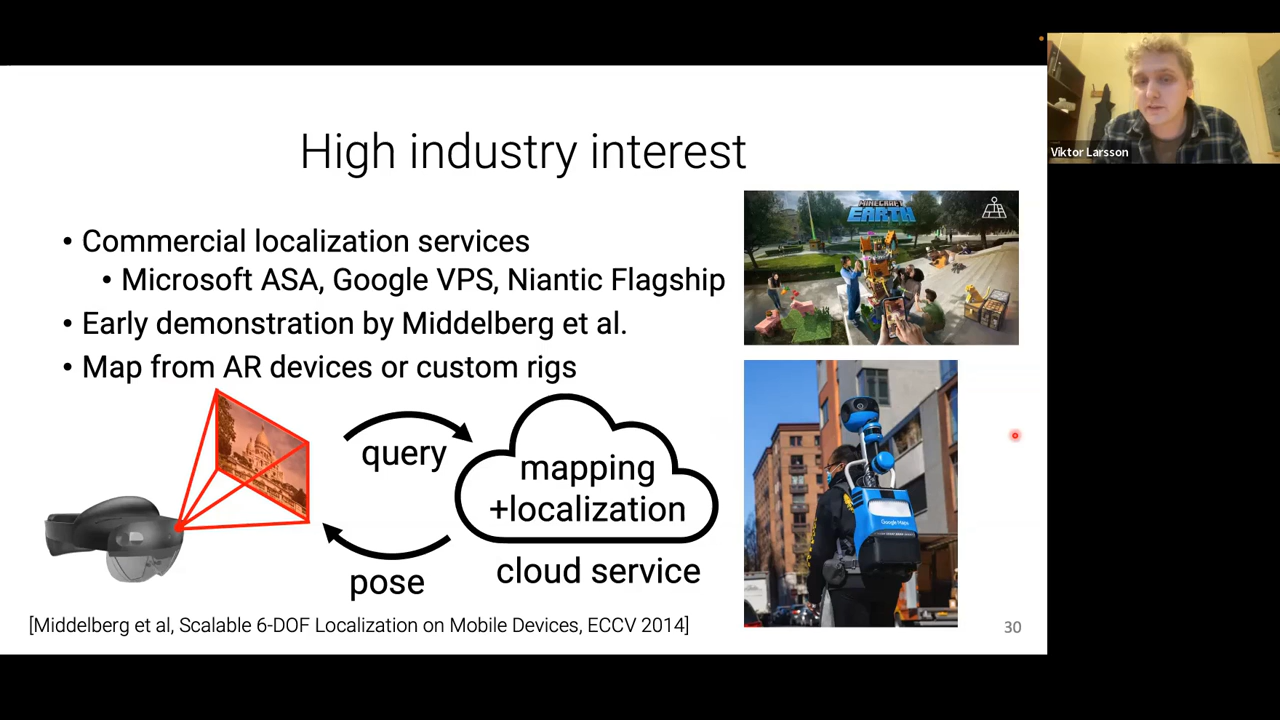 High industry interest
• Commercial localization services
• Microsoft ASA, Google VPS, Niantic Flagship
• Early demonstration by Middelberg et al.
• Map from AR devices or custom rigs
query
mapping
+localization
pose
cloud service
[Middelberg et al, Scalable 6-DOF Localization on Mobile Devices, ECCV 2014]
MINECRAFT
EARTH
Google Maps
30
Viktor Larsson